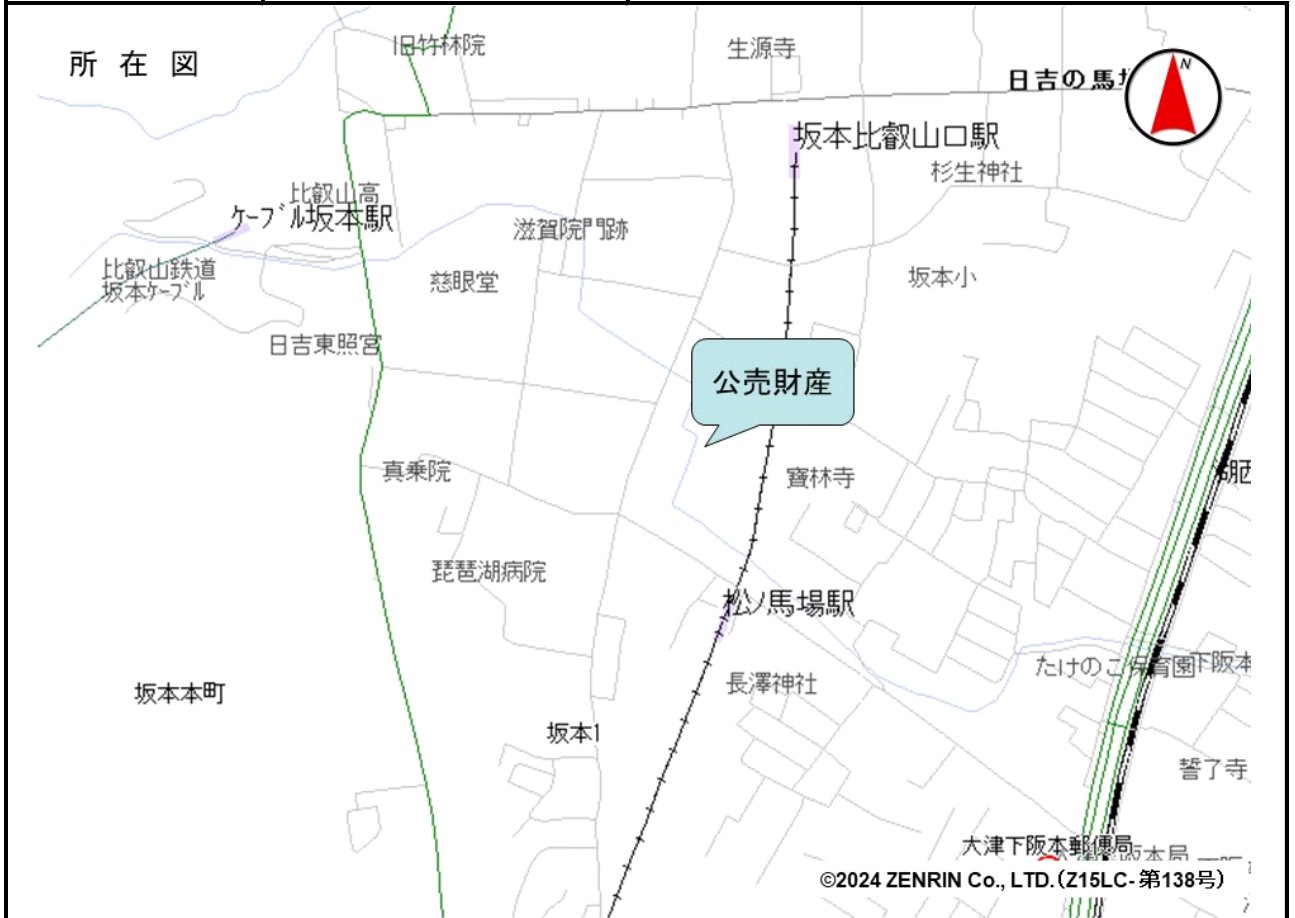 所 在 図
旧竹林院
生源寺
日吉の馬
N
坂本比叡山口駅
杉生神社
比叡山高
ケーブル坂本駅
滋賀院門跡
比叡山鉄道
坂本ケーブル
慈眼堂
坂本小
日吉東照宮
公売財産
真乗院
寶林寺
琵琶湖病院
松ノ馬場駅
たけのこ保育園
下阪本
長澤神社
坂本本町
坂本1
誓了寺
大津下阪本郵便局
©2024 ZENRIN Co., LTD.(Z15LC-第138号)